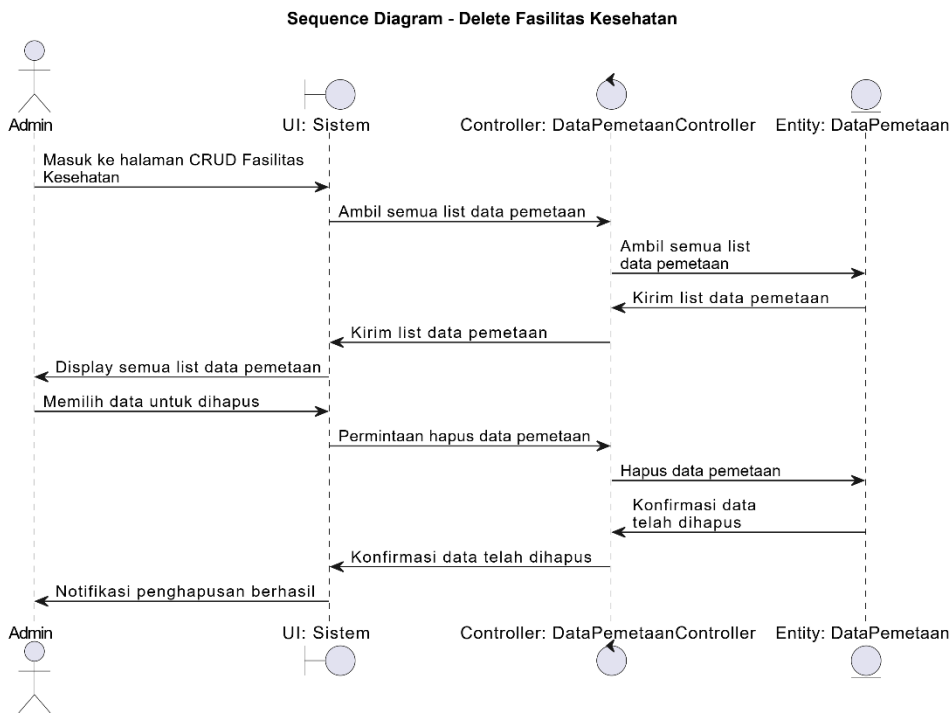 Sequence Diagram - Delete Fasilitas Kesehatan
Admin
UI: Sistem
Controller: DataPemetaanController
Entity: DataPemetaan
Masuk ke halaman CRUD Fasilitas
Kesehatan
Ambil semua list data pemetaan
Ambil semua list
data pemetaan
Kirim list data pemetaan
Kirim list data pemetaan
Display semua list data pemetaan
Memilih data untuk dihapus
Permintaan hapus data pemetaan
Hapus data pemetaan
Konfirmasi data
telah dihapus
Konfirmasi data telah dihapus
Notifikasi penghapusan berhasil
Admin
UI: Sistem
Controller: DataPemetaanController
Entity: DataPemetaan